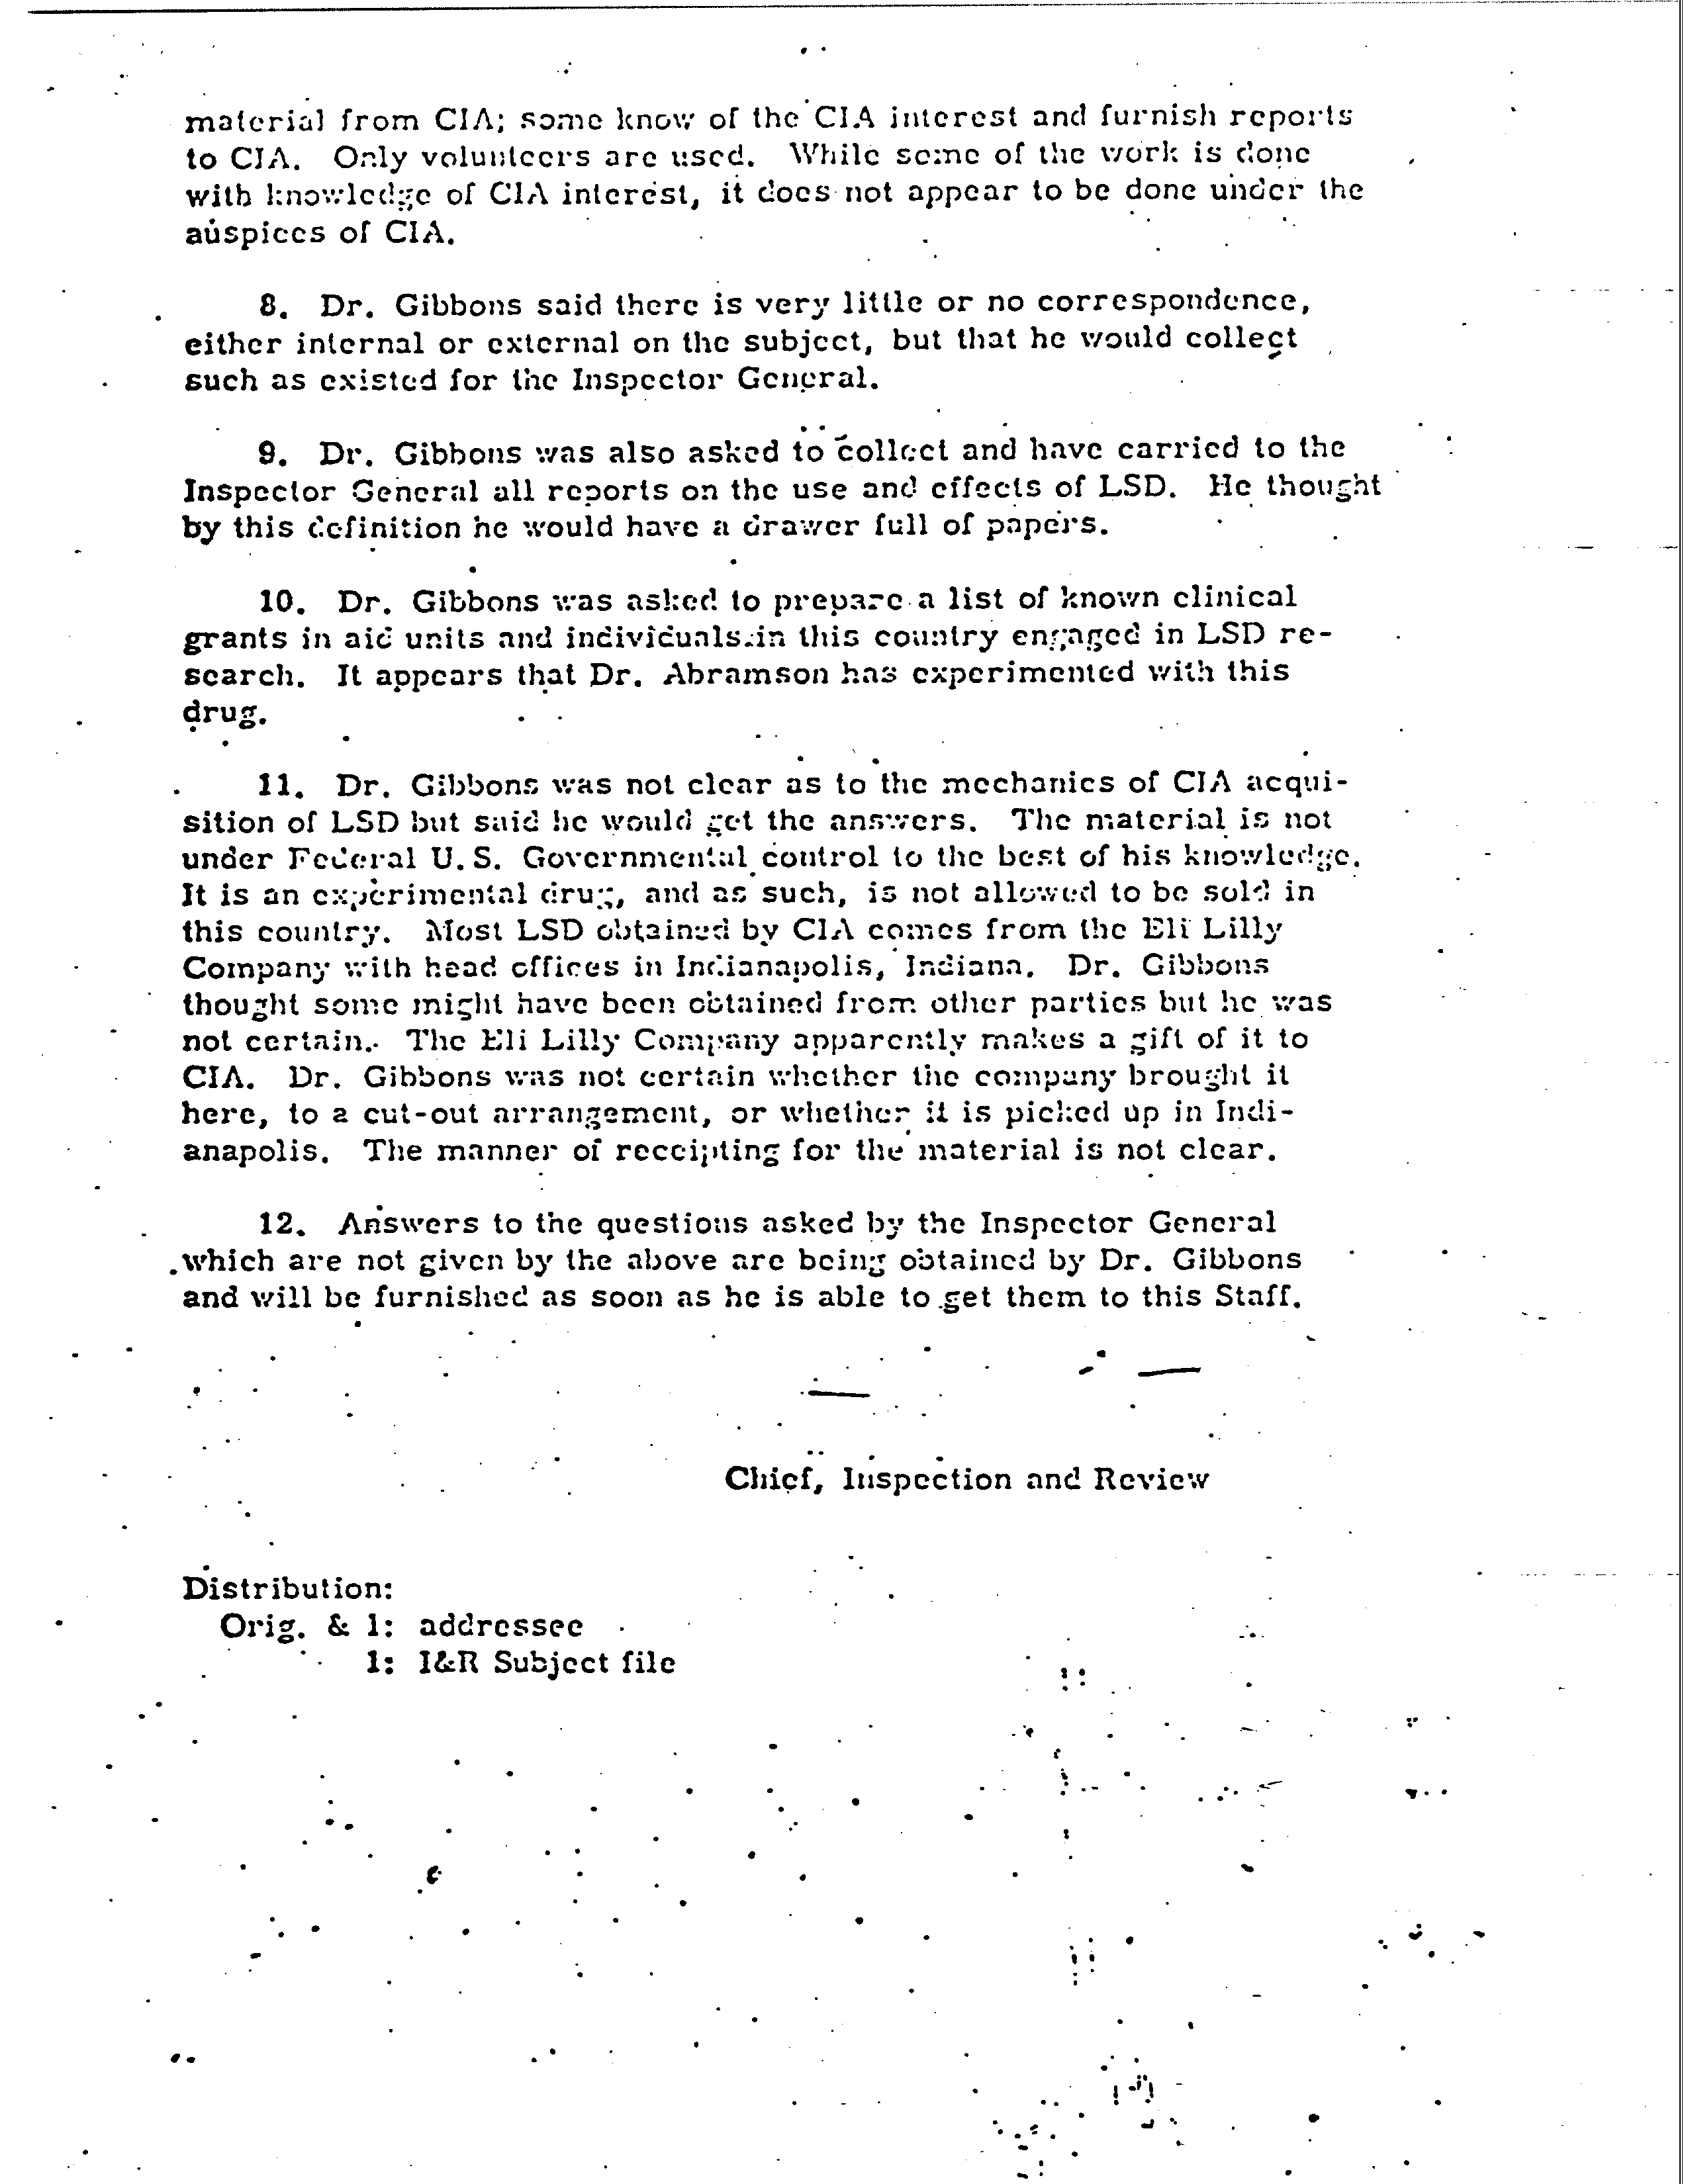 material from CIA; some know of the CIA interest and furnish reports
to CIA. Only volunteers are used. While some of the work is done
with knowledge of CIA interest, it does not appear to be done under the
auspices of CIA.
8. Dr. Gibbons said there is very little or no correspondence,
either internal or external on the subject, but that he would collect
such as existed for the Inspector General.
9. Dr. Gibbons was also asked to collect and have carried to the
Inspector General all reports on the use and effects of LSD. He thought
by this definition he would have a drawer full of papers.
10. Dr. Gibbons was asked to prepare a list of known clinical
grants in aid units and individuals in this country engaged in LSD re-
search. It appears that Dr. Abramson has experimented with this
drug.
11. Dr. Gibbons was not clear as to the mechanics of CIA acqui-
sition of LSD but said he would get the answers. The material is not
under Federal U.S. Governmental control to the best of his knowledge.
It is an experimental drug, and as such, is not allowed to be sold in
this country. Most LSD obtained by CIA comes from the Eli Lilly
Company with head offices in Indianapolis, Indiana. Dr. Gibbons
thought some might have been obtained from other parties but he was
not certain. The Eli Lilly Company apparently makes a gift of it to
CIA. Dr. Gibbons was not certain whether the company brought it
here, to a cut-out arrangement, or whether it is picked up in Indi-
anapolis. The manner of receipting for the material is not clear.
12. Answers to the questions asked by the Inspector General
which are not given by the above are being obtained by Dr. Gibbons
and will be furnished as soon as he is able to get them to this Staff.
Chief, Inspection and Review
Distribution:
Orig. & 1: addressee
1: I&R Subject file